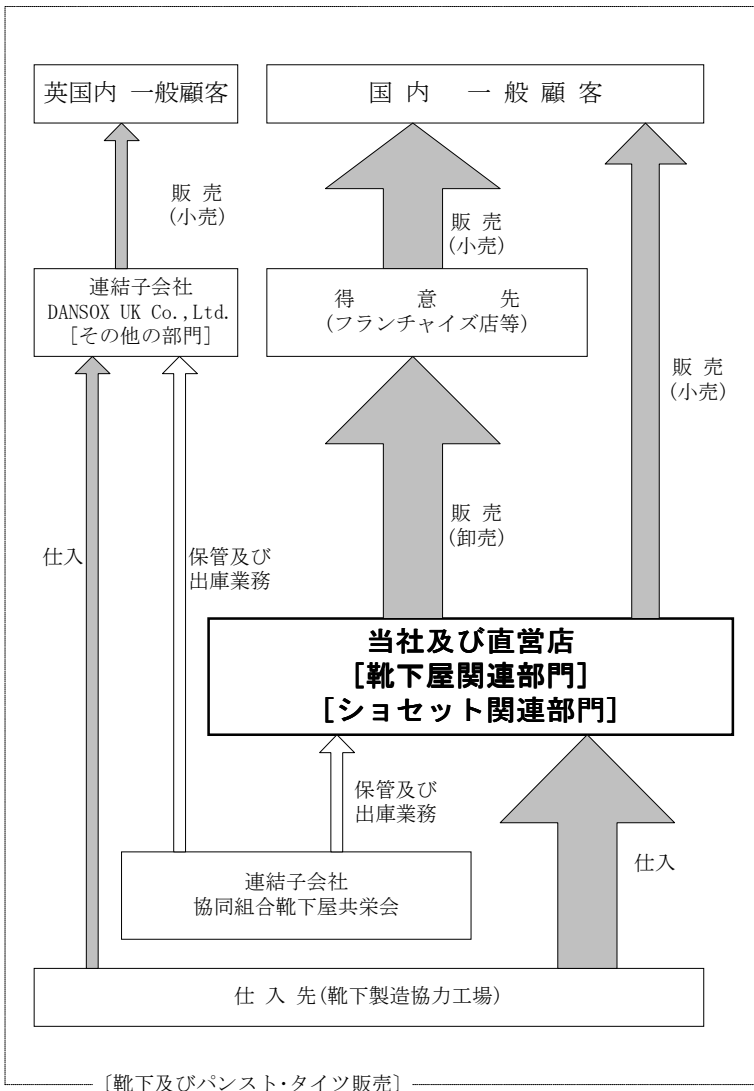 英国内 一般顧客
国内 一般顧客
販売
(小売)
販売
(小売)
連結子会社
DANSOX UK Co.,Ltd.
[その他の部門]
得意先
(フランチャイズ店等)
販売
(小売)
販売
(卸売)
仕入
保管及び
出庫業務
当社及び直営店
[靴下屋関連部門]
[ショセット関連部門]
保管及び
出庫業務
仕入
連結子会社
協同組合靴下屋共栄会
仕入先(靴下製造協力工場)
〔靴下及びパンスト・タイツ販売〕